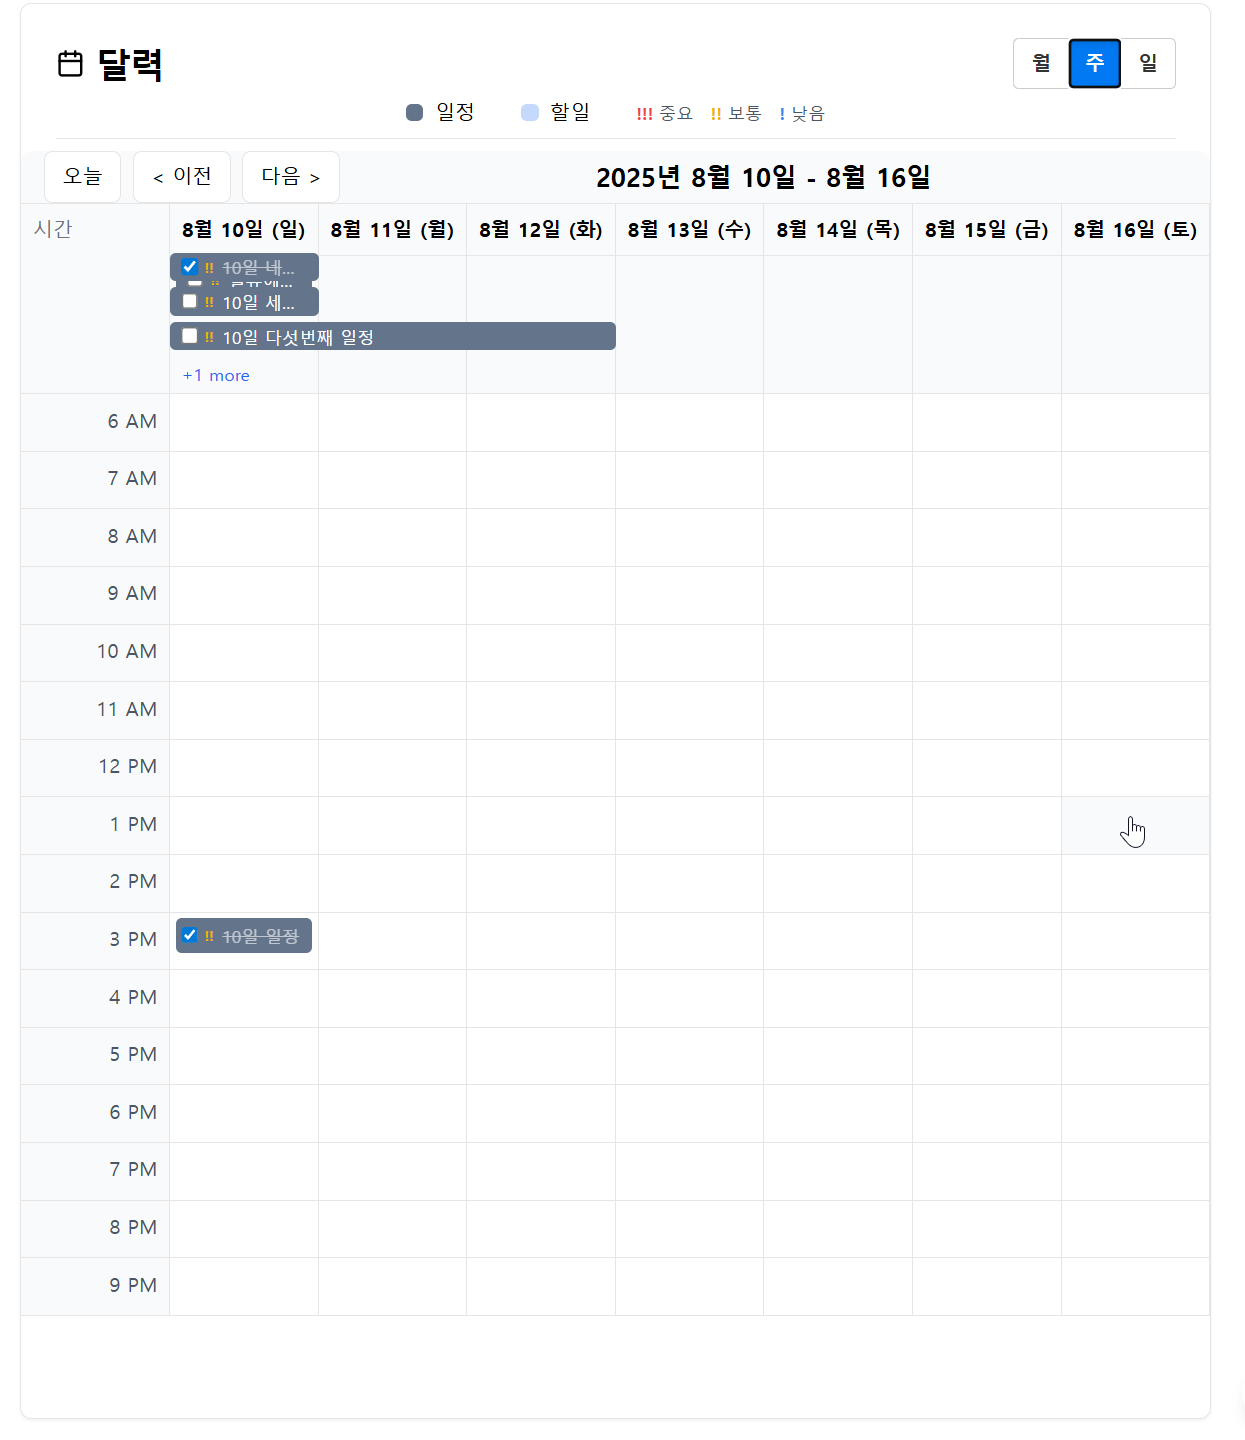 달력
월 주 일
일정 할일 !!! 중요 !! 보통 ! 낮음
오늘 < 이전 다음 > 2025년 8월 10일 - 8월 16일
시간 8월 10일 (일) 8월 11일 (월) 8월 12일 (화) 8월 13일 (수) 8월 14일 (목) 8월 15일 (금) 8월 16일 (토)
!! 10일 네...
!! 10일 세...
!! 10일 다섯번째 일정
+1 more
6 AM
7 AM
8 AM
9 AM
10 AM
11 AM
12 PM
1 PM
2 PM
3 PM !! 10일 일정
4 PM
5 PM
6 PM
7 PM
8 PM
9 PM